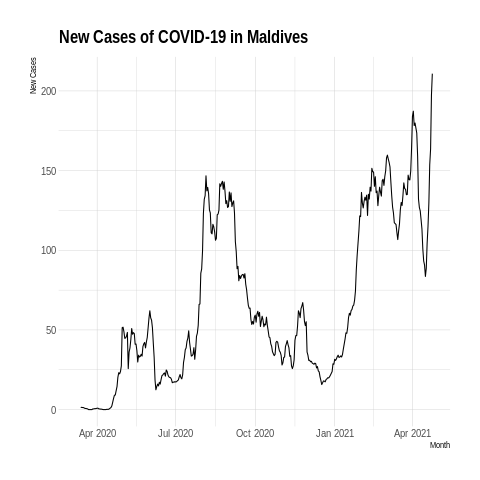 New Cases of COVID-19 in Maldives
New Cases
200
150
100
50
0
Apr 2020 Jul 2020 Oct 2020 Jan 2021 Apr 2021
Month